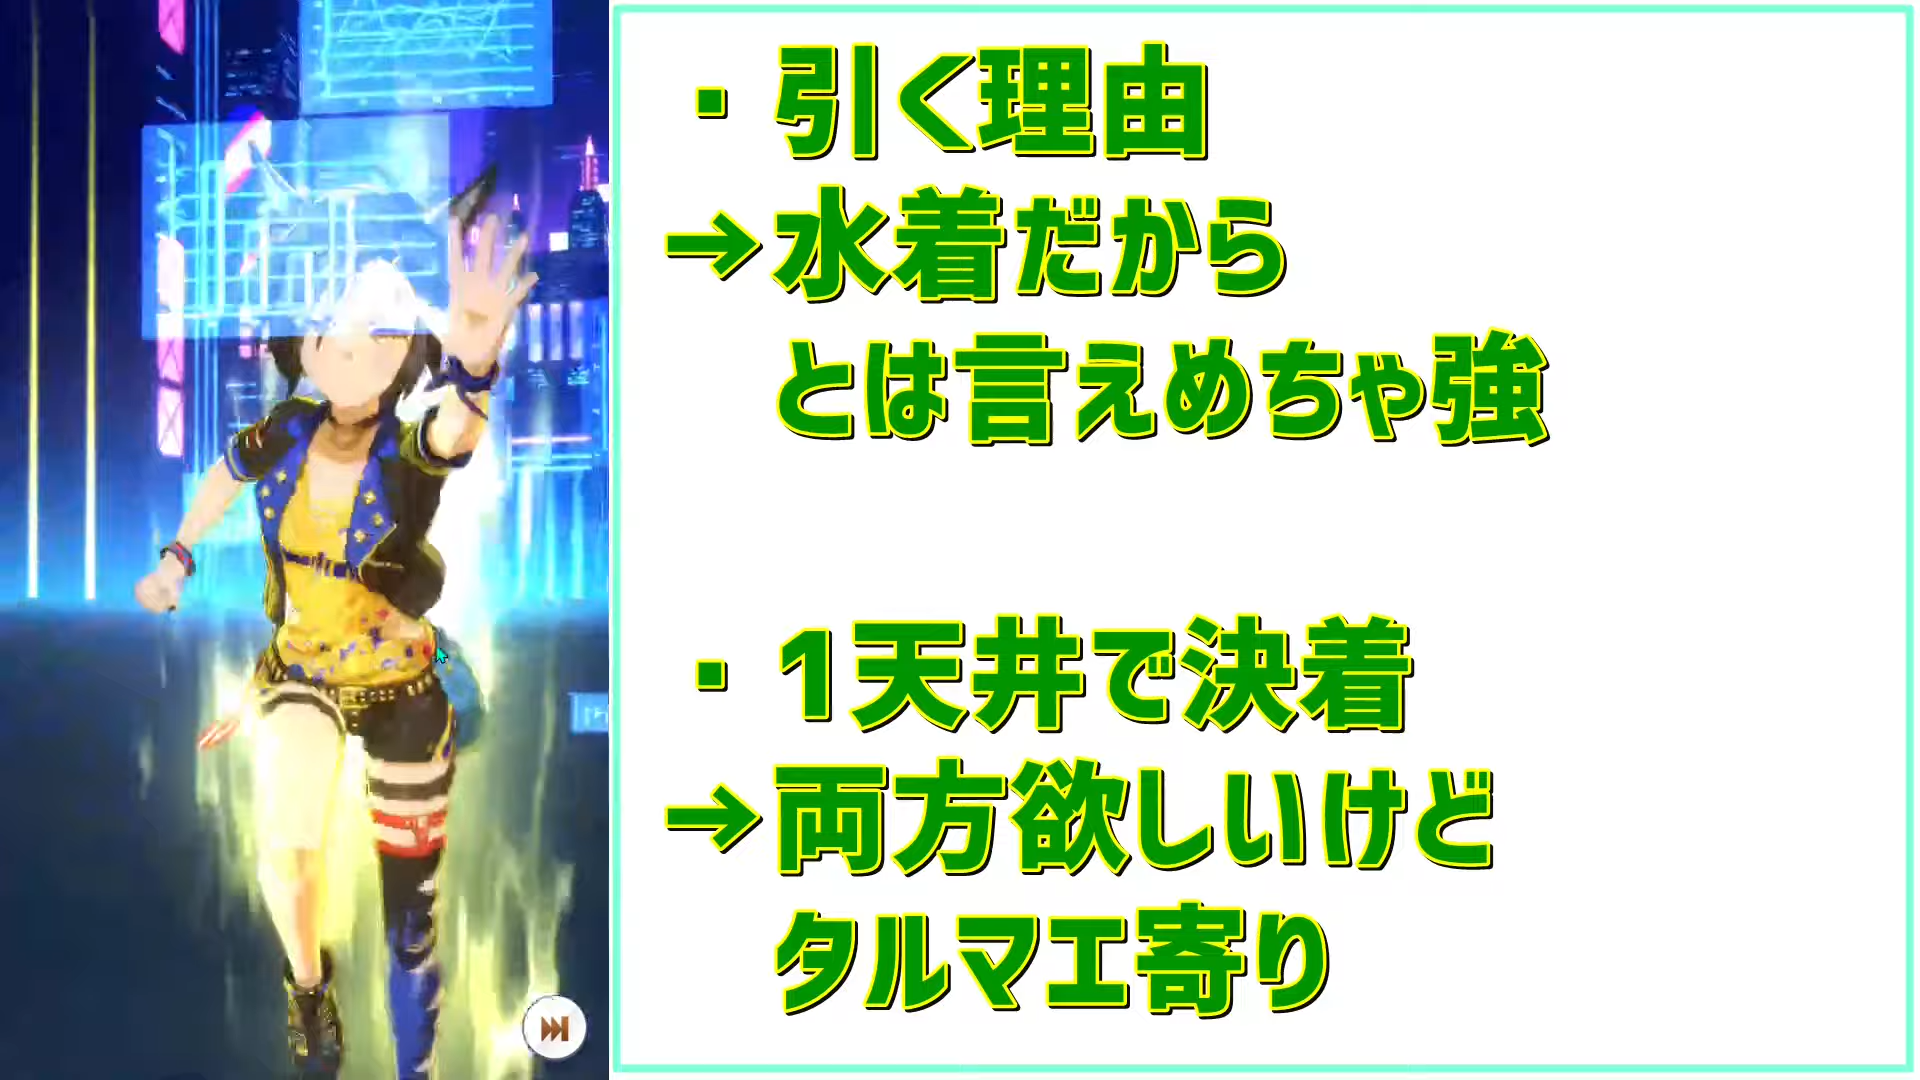 ・引く理由
→水着だから
とは言えめちゃ強
・1天井で決着
→両方欲しいけど
タルマエ寄り